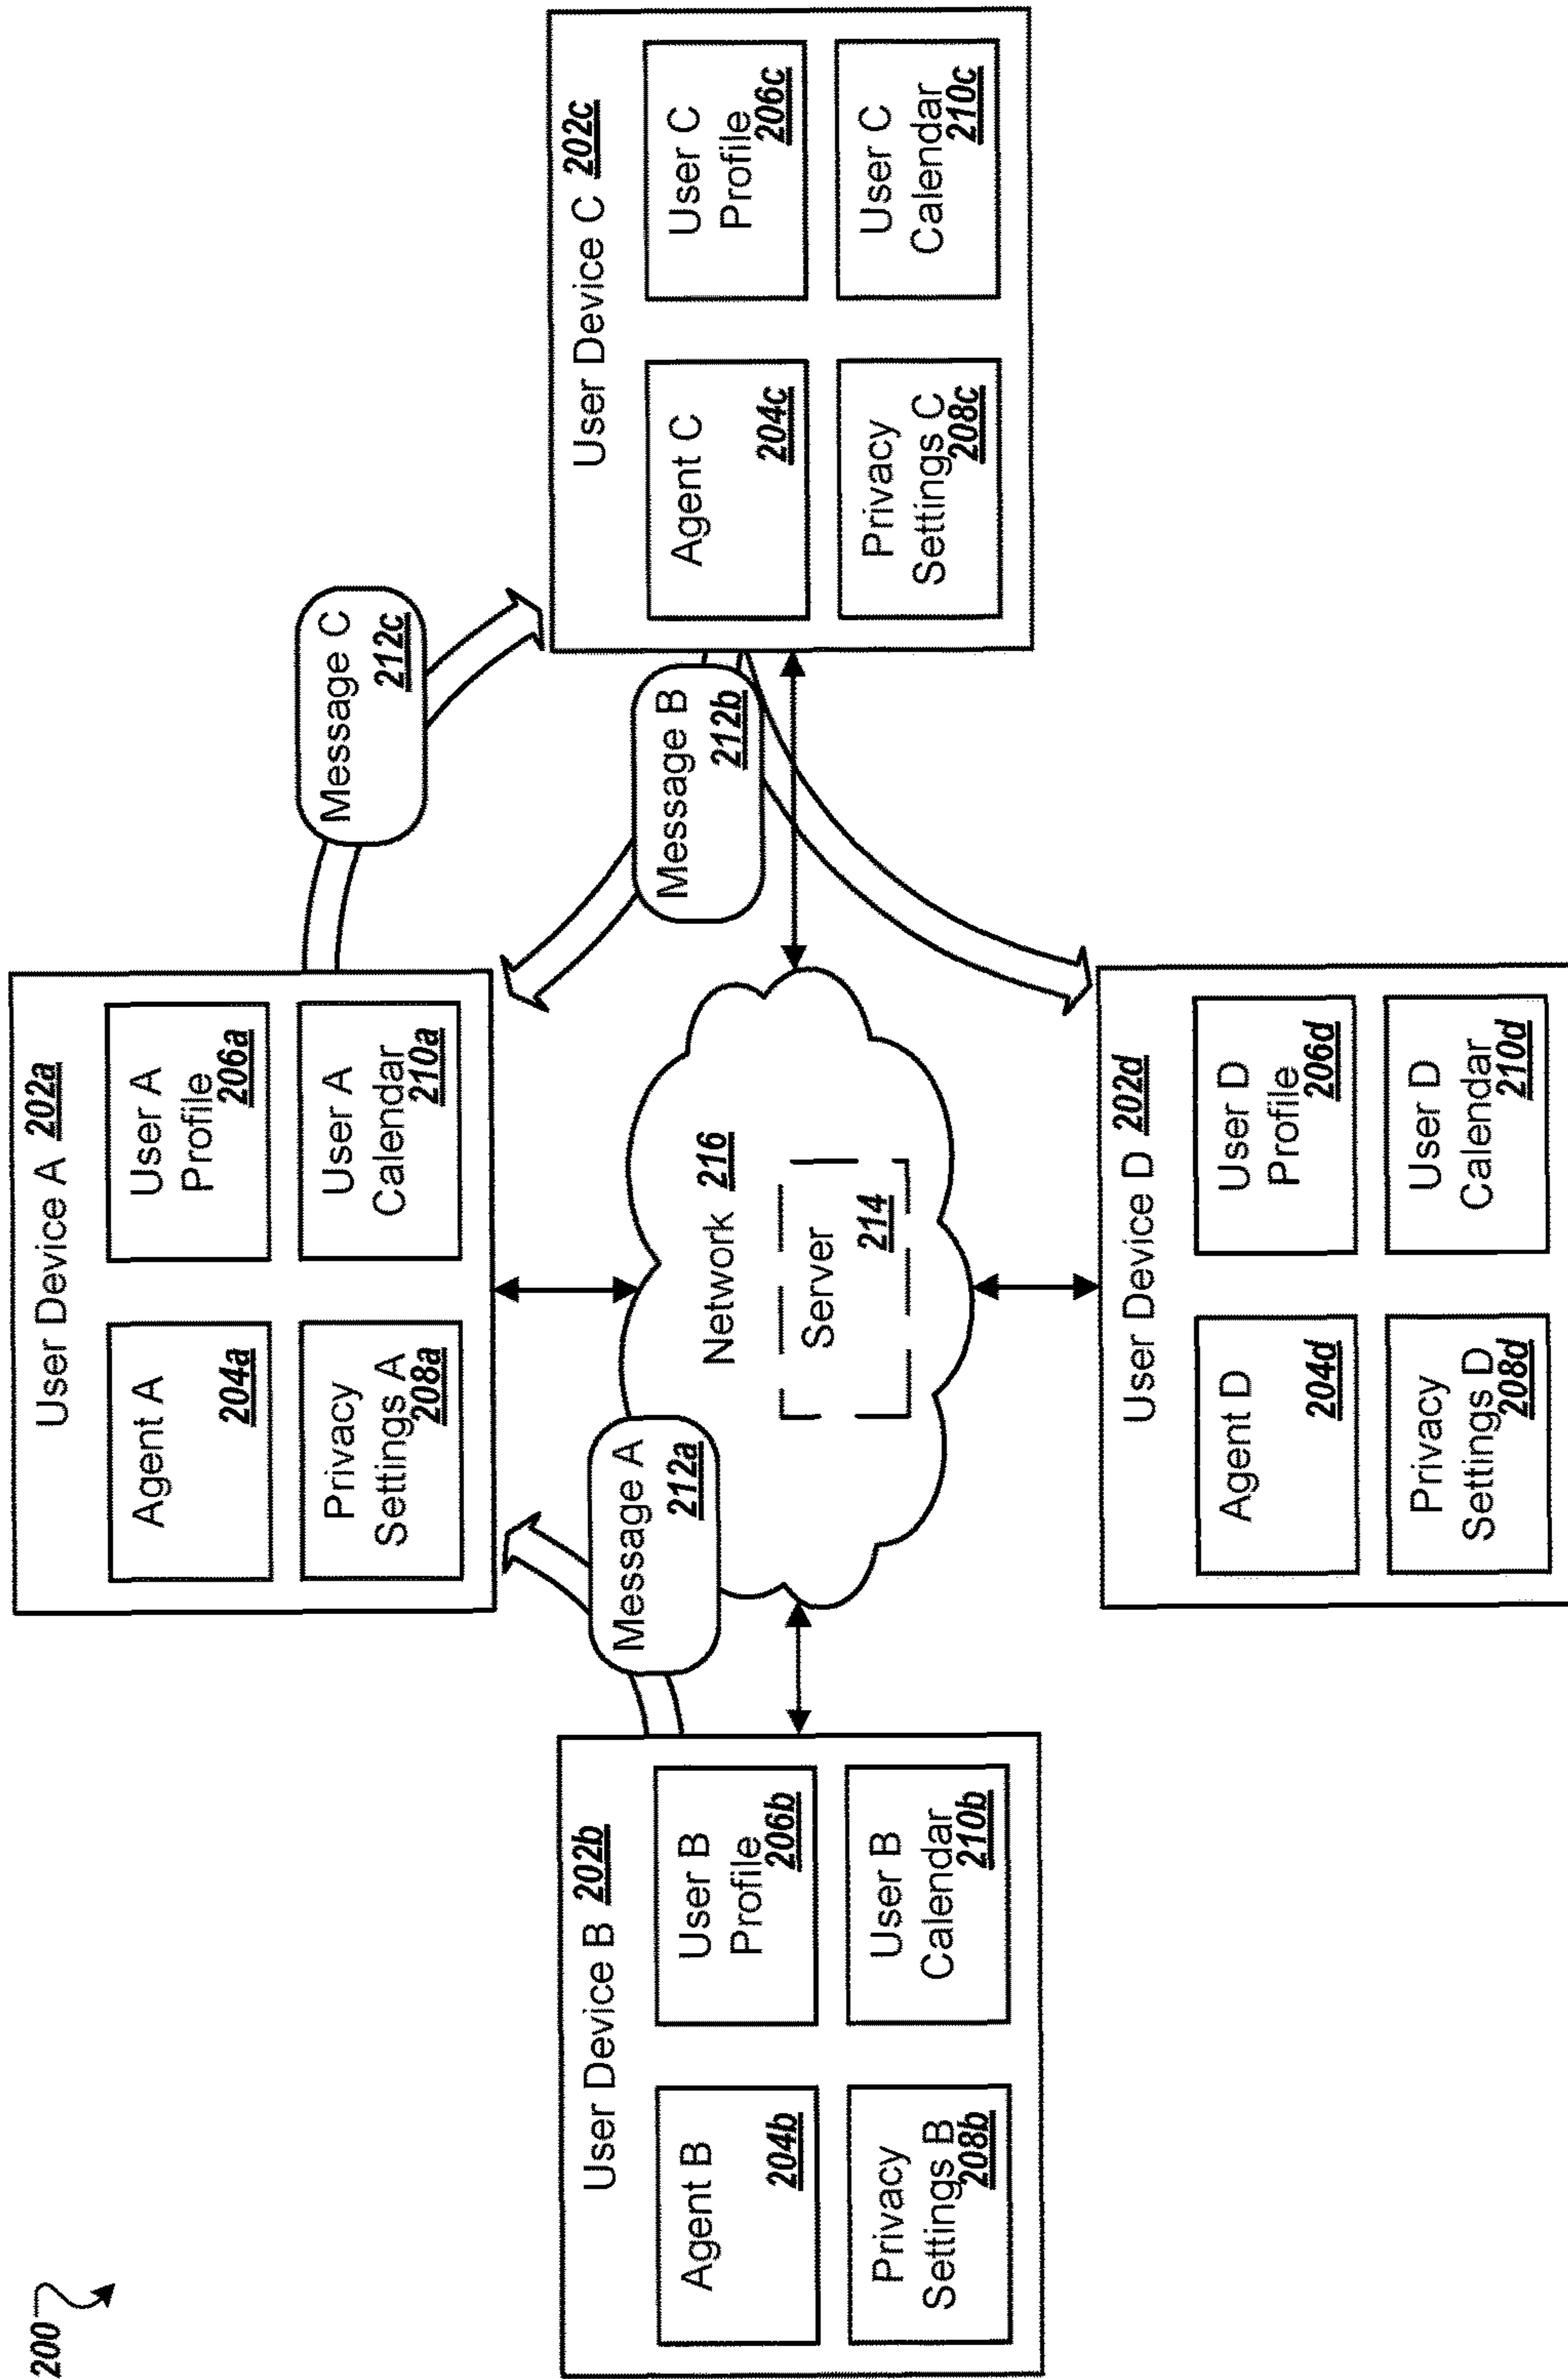 200
User Device A 202a
Agent A
204a
User A
Profile
206a
Privacy
Settings A
208a
User A
Calendar
210a
Message C
212c
Message A
212a
Message B
212b
User Device B 202b
Agent B
204b
User B
Profile
206b
Privacy
Settings B
208b
User B
Calendar
210b
Network 216
Server
214
User Device C 202c
Agent C
204c
User C
Profile
206c
Privacy
Settings C
208c
User C
Calendar
210c
User Device D 202d
Agent D
204d
User D
Profile
206d
Privacy
Settings D
208d
User D
Calendar
210d